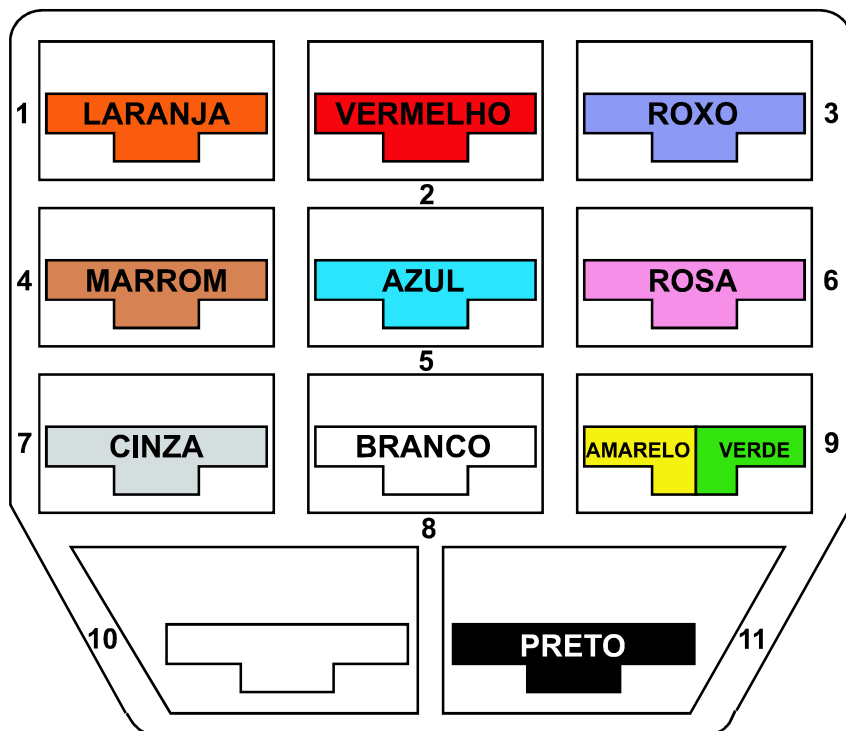 1 LARANJA VERMELHO ROXO 3
2
4 MARROM AZUL ROSA 6
5
7 CINZA BRANCO AMARELO VERDE 9
8
10 PRETO 11